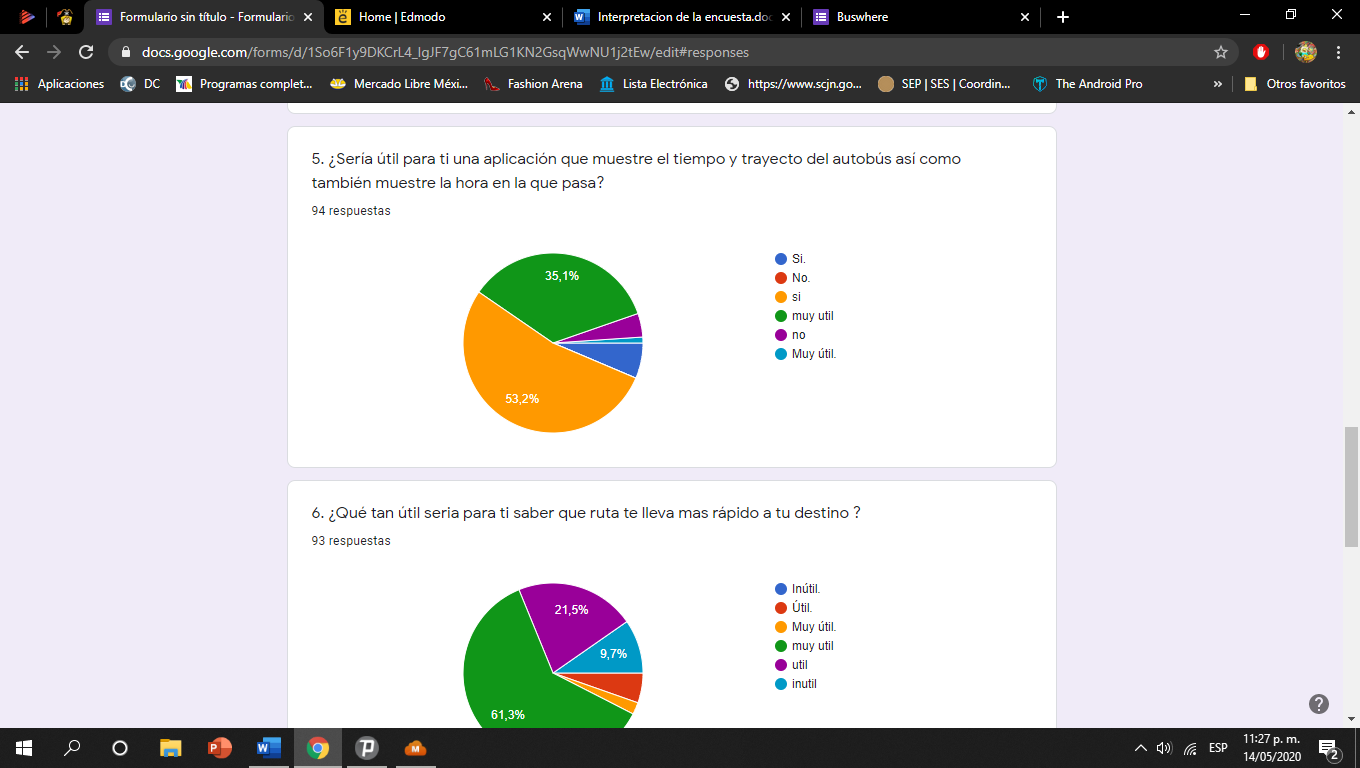 Formulario sin título - Formulario
Home | Edmodo
Interpretacion de la encuesta.doc
Buswhere
docs.google.com/forms/d/1So6F1y9DKCrL4_IgJF7gC61mLG1KN2GsqWwNU1j2tEw/edit#responses
Aplicaciones
DC
Programas complet...
Mercado Libre Méxi...
Fashion Arena
Lista Electrónica
https://www.scjn.go...
SEP | SES | Coordin...
The Android Pro
»
Otros favoritos
5. ¿Sería útil para ti una aplicación que muestre el tiempo y trayecto del autobús así como
también muestre la hora en la que pasa?
94 respuestas
35,1%
53,2%
Si.
No.
si
muy util
no
Muy útil.
6. ¿Qué tan útil seria para ti saber que ruta te lleva mas rápido a tu destino ?
93 respuestas
21,5%
9,7%
61,3%
Inútil.
Útil.
Muy útil.
muy util
util
inutil
ESP
11:27 p. m.
14/05/2020
2